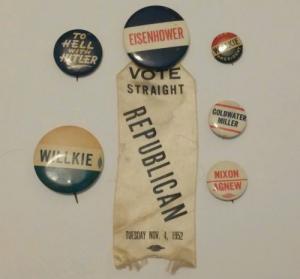 TO
HELL
WITH
HITLER
EISENHOWER
VOTE
STRAIGHT
REPUBLICAN
TUESDAY NOV. 4, 1952
GOLDWATER
MILLER
WILLKIE
NIXON
AGNEW